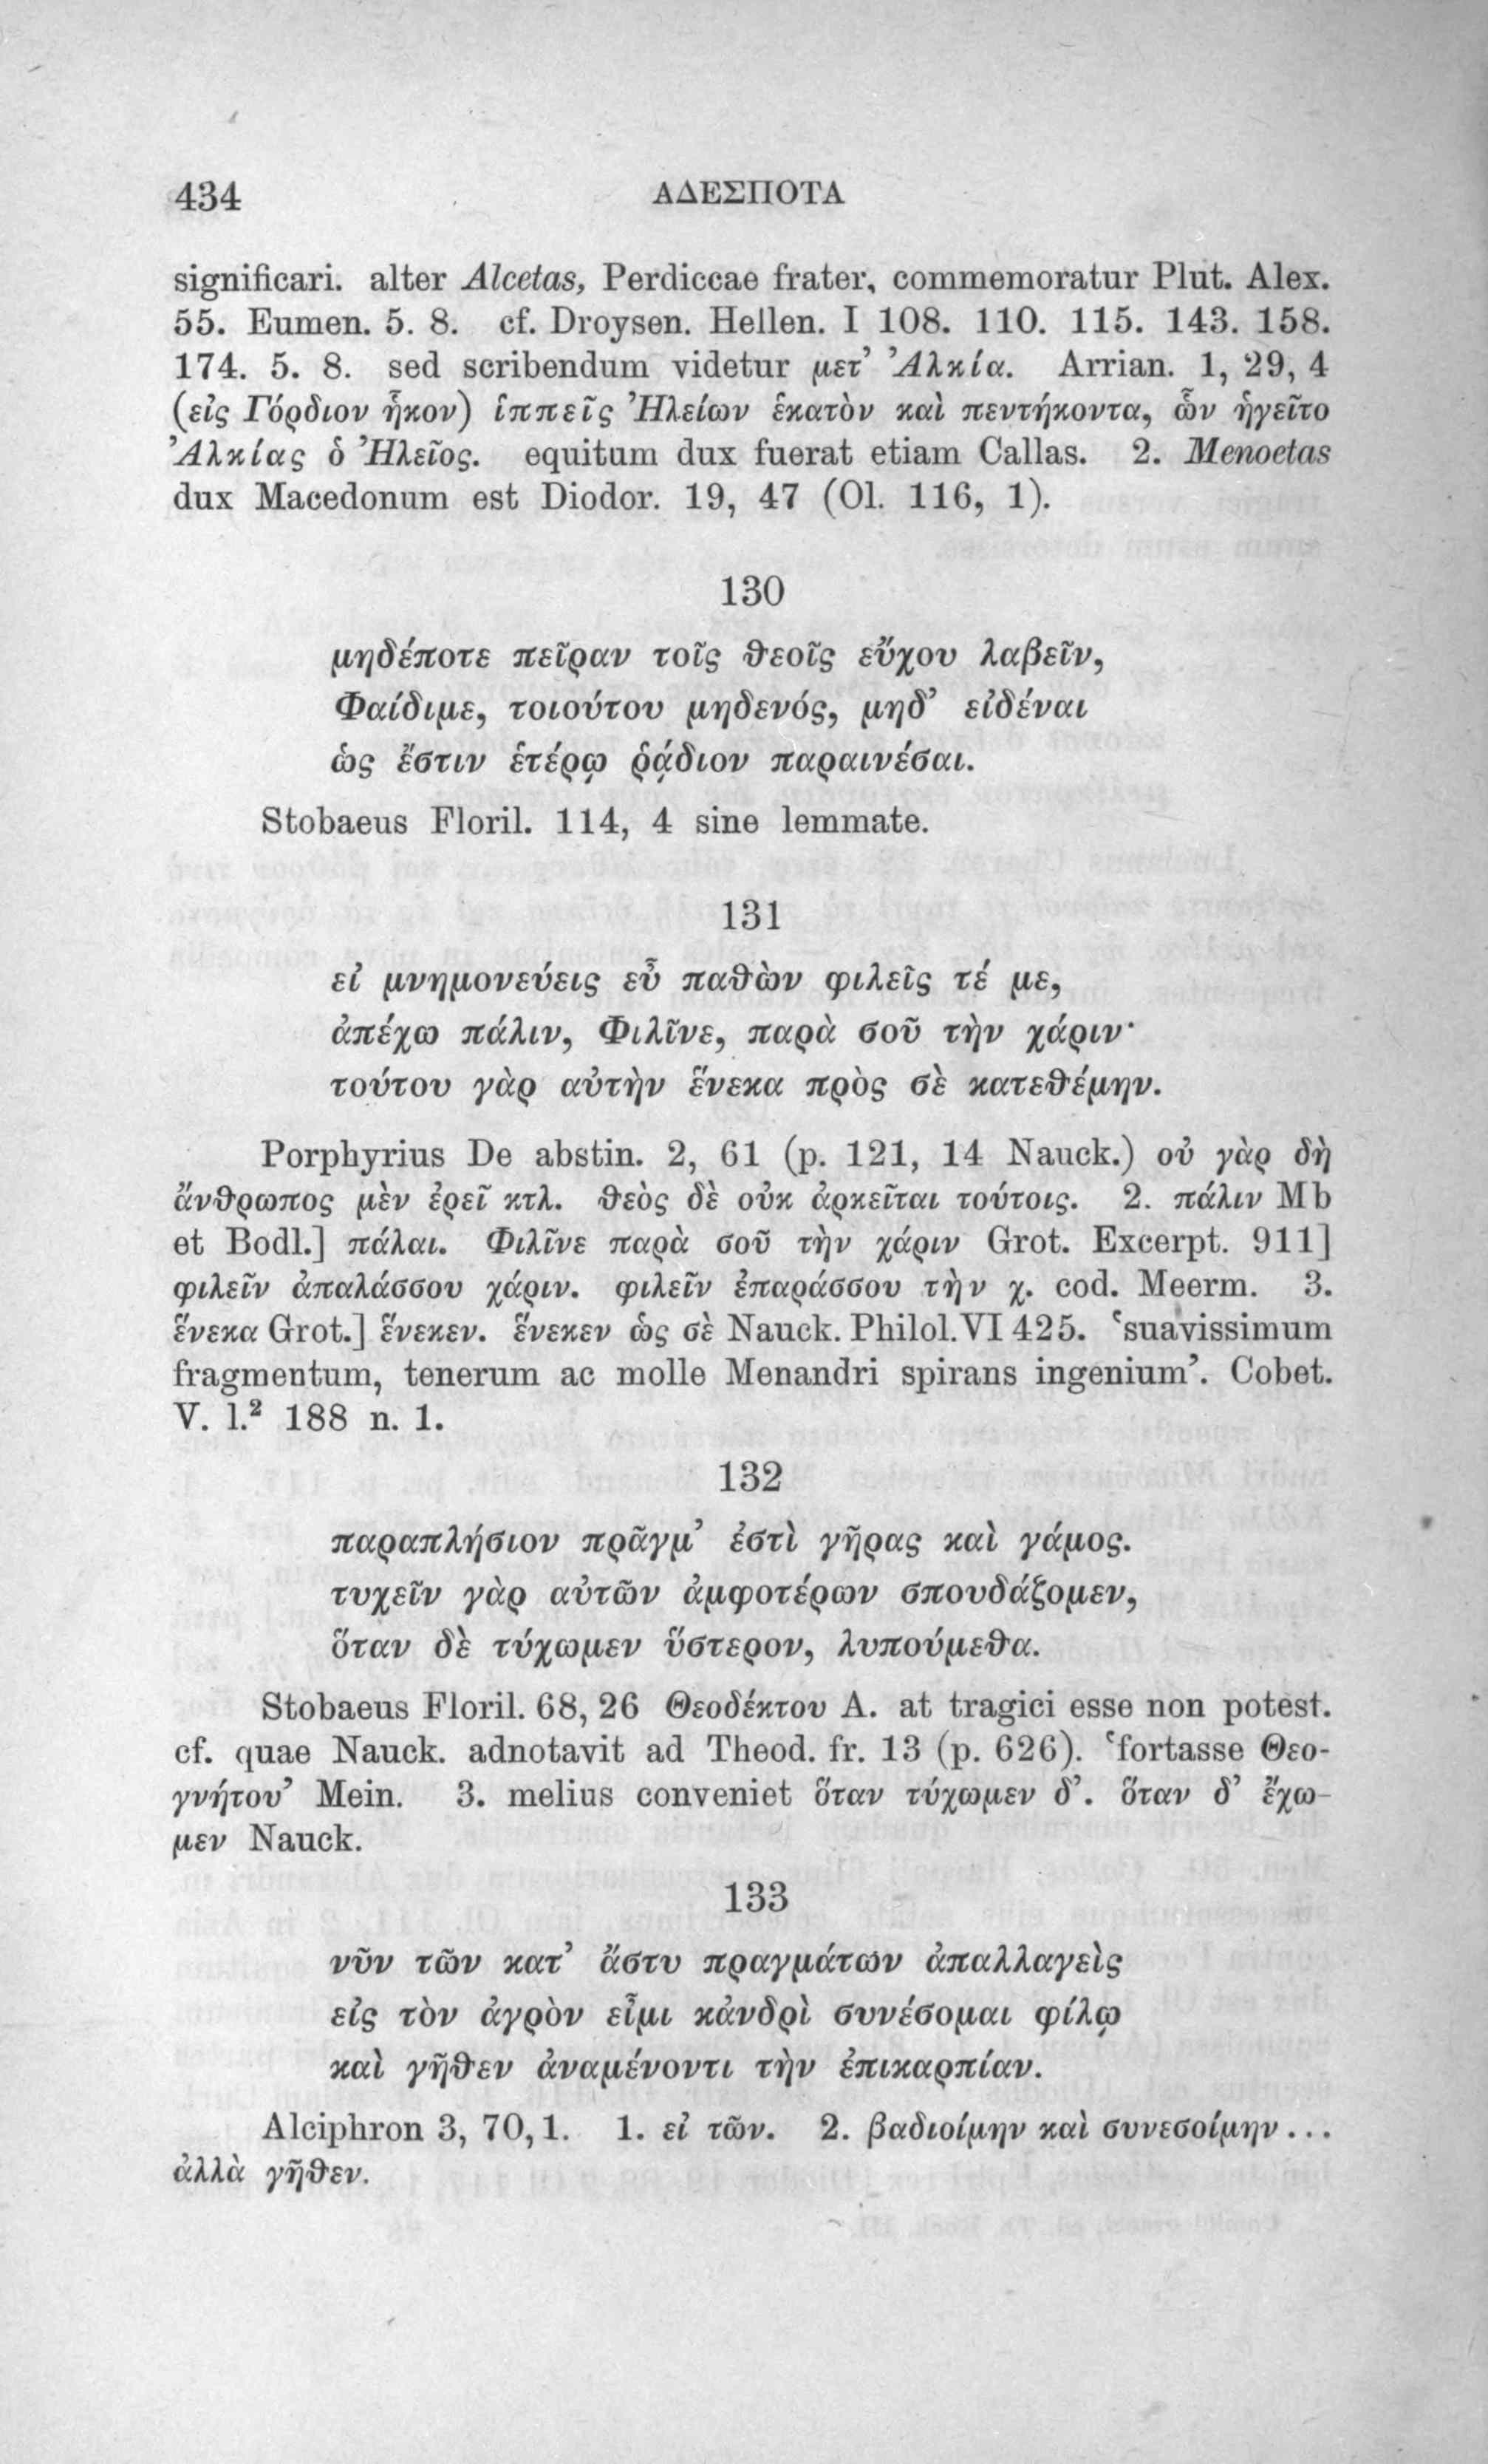 434 ΑΔΕΣΠΟΤΑ
significari. alter Alcetas, Perdiccae frater, commemoratur Plut. Alex.
55. Eumen. 5. 8. cf. Droysen. Hellen. I 108. 110. 115. 143. 158.
174. 5. 8. sed scribendum videtur μετ’ Ἀλκία. Arrian. 1, 29, 4
(εἰς Γόρδιον ἧκον) ἱππεῖς Ἠλείων ἑκατὸν καὶ πεντήκοντα, ὧν ἡγεῖτο
Ἀλκίας ὁ Ἠλεῖος. equitum dux fuerat etiam Callas. 2. Menoetas
dux Macedonum est Diodor. 19, 47 (Ol. 116, 1).
130
μηδέποτε πεῖραν τοῖς θεοῖς εὔχου λαβεῖν,
Φαίδιμε, τοιούτου μηδενός, μηδ’ εἰδέναι
ὡς ἔστιν ἑτέρῳ ῥᾴδιον παραινέσαι.
Stobaeus Floril. 114, 4 sine lemmate.
131
εἰ μνημονεύεις εὖ παθὼν φιλεῖς τέ με,
ἀπέχω πάλιν, Φιλῖνε, παρὰ σοῦ τὴν χάριν·
τούτου γὰρ αὐτὴν ἕνεκα πρὸς σὲ κατεθέμην.
Porphyrius De abstin. 2, 61 (p. 121, 14 Nauck.) οὐ γὰρ δὴ
ἄνθρωπος μὲν ἐρεῖ κτλ. θεὸς δὲ οὐκ ἀρκεῖται τούτοις. 2. πάλιν Mb
et Bodl.] πάλαι. Φιλῖνε παρὰ σοῦ τὴν χάριν Grot. Excerpt. 911]
φιλεῖν ἀπαλάσσου χάριν. φιλεῖν ἐπαράσσου τὴν χ. cod. Meerm. 3.
ἕνεκα Grot.] ἕνεκεν. ἕνεκεν ὡς σὲ Nauck. Philol. VI 425. ‘suavissimum
fragmentum, tenerum ac molle Menandri spirans ingenium’. Cobet.
V. l.² 188 n. 1.
132
παραπλήσιον πρᾶγμ’ ἐστὶ γῆρας καὶ γάμος.
τυχεῖν γὰρ αὐτῶν ἀμφοτέρων σπουδάζομεν,
ὅταν δὲ τύχωμεν ὕστερον, λυπούμεθα.
Stobaeus Floril. 68, 26 Θεοδέκτου A. at tragici esse non potest.
cf. quae Nauck. adnotavit ad Theod. fr. 13 (p. 626). ‘fortasse Θεο-
γνήτου’ Mein. 3. melius conveniet ὅταν τύχωμεν δ’. ὅταν δ’ ἔχω-
μεν Nauck.
133
νῦν τῶν κατ’ ἄστυ πραγμάτων ἀπαλλαγεὶς
εἰς τὸν ἀγρὸν εἶμι κἀνδρὶ συνέσομαι φίλῳ
καὶ γῆθεν ἀναμένοντι τὴν ἐπικαρπίαν.
Alciphron 3, 70, 1. 1. εἰ τῶν. 2. βαδιοίμην καὶ συνεσοίμην...
ἀλλὰ γῆθεν.